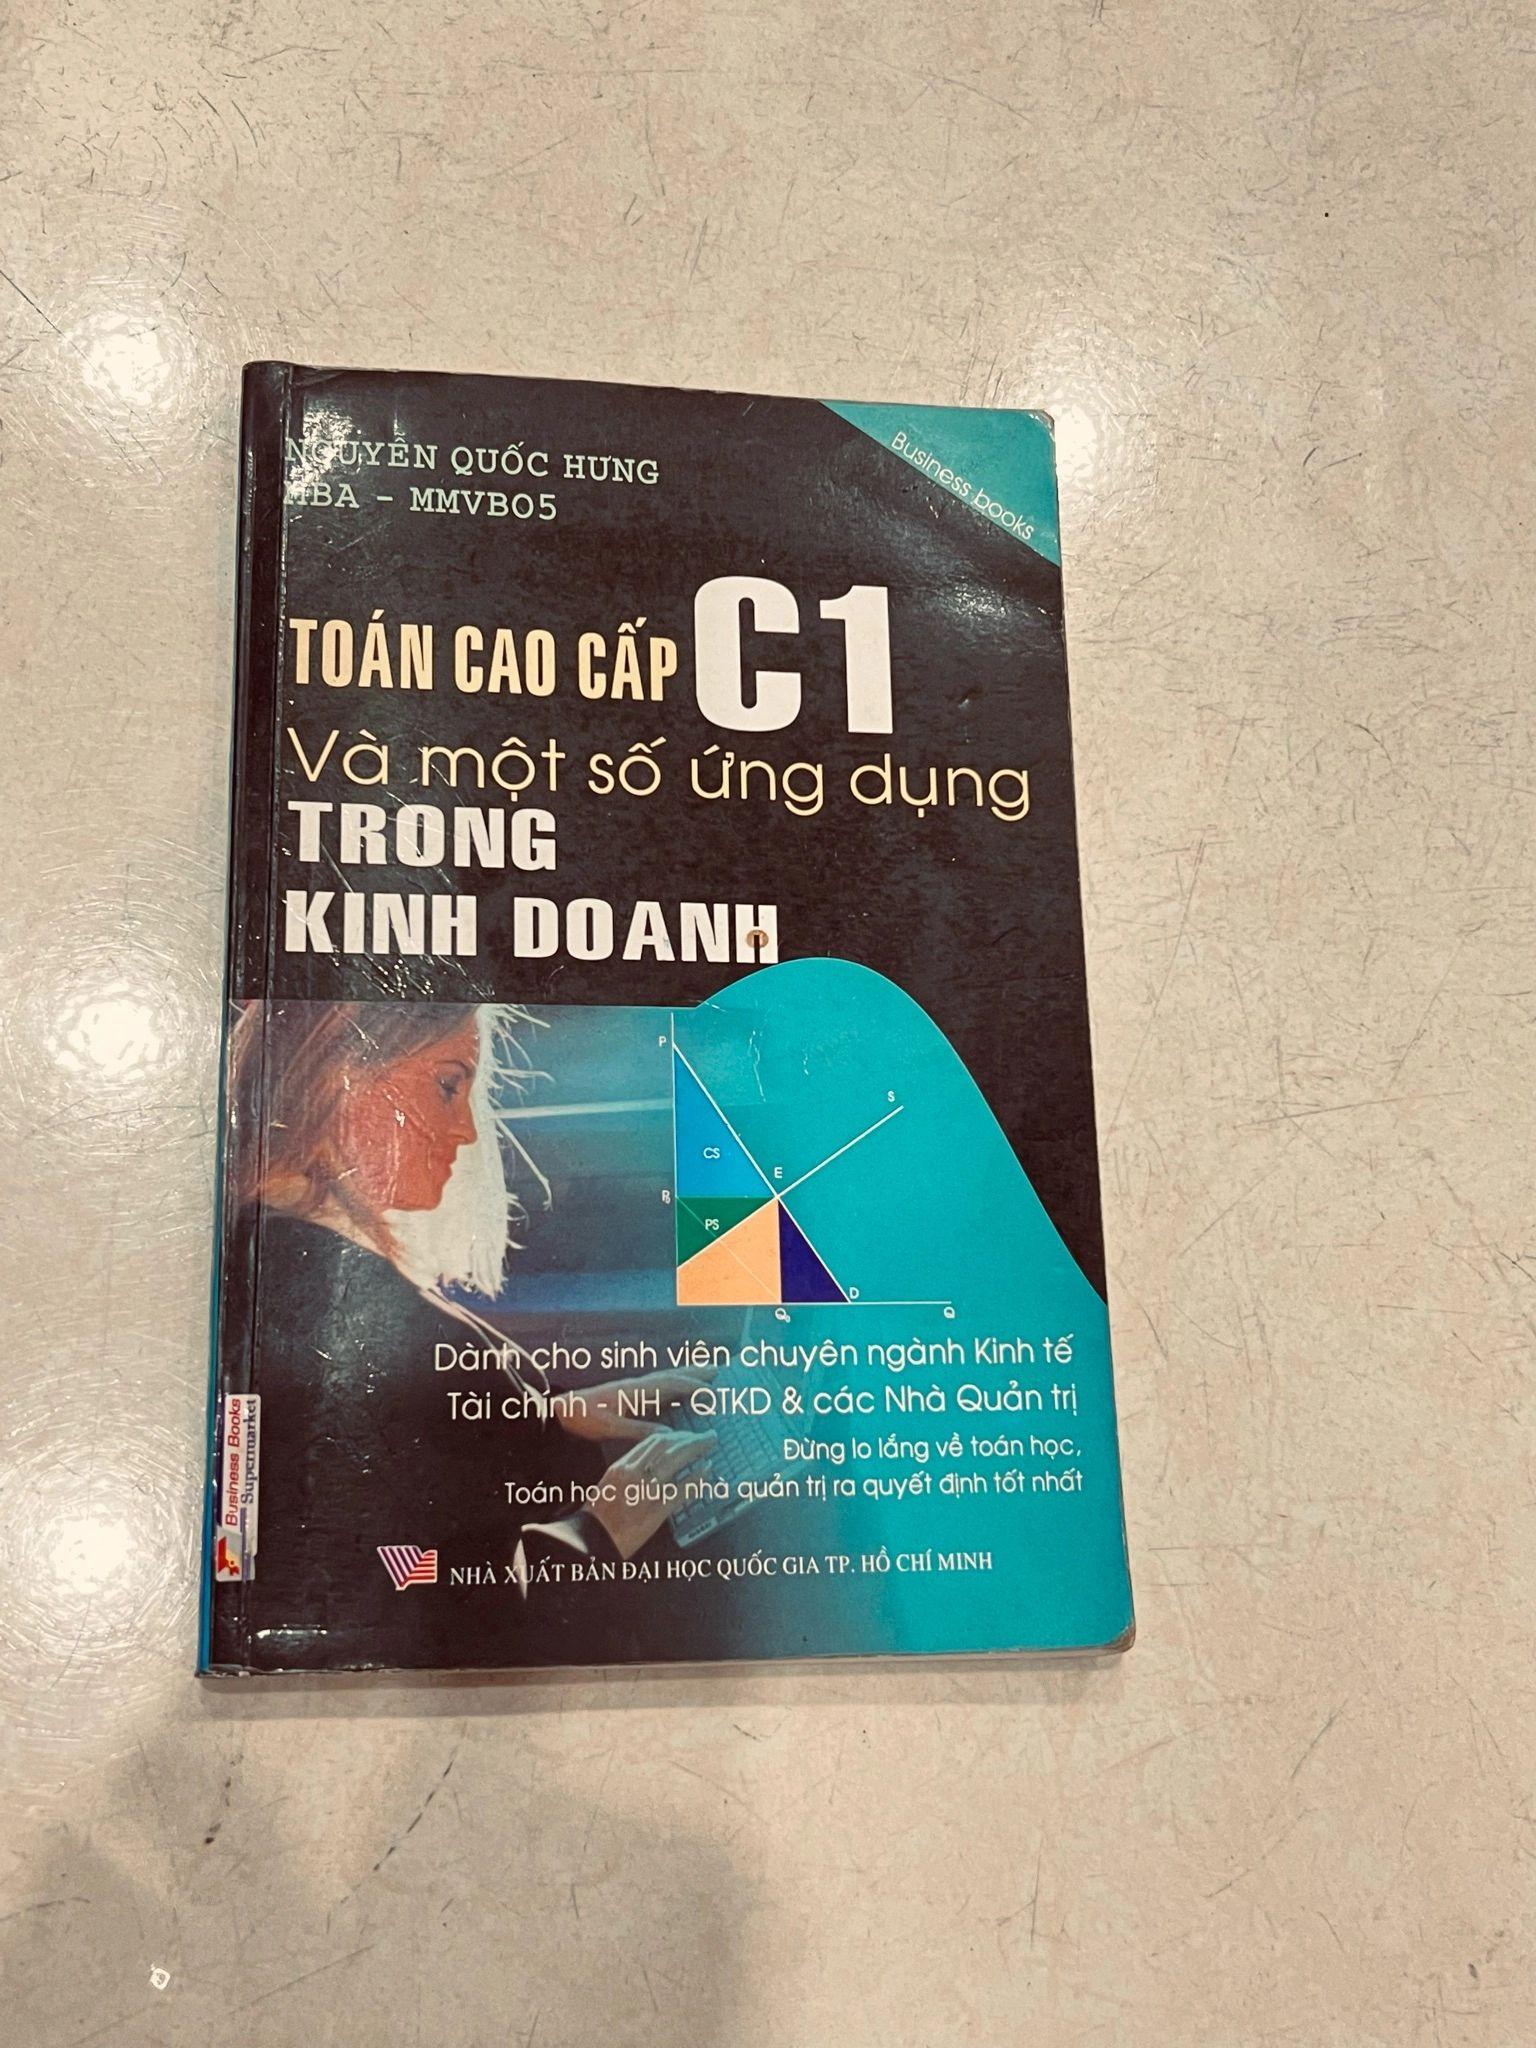 NGUYỄN QUỐC HƯNG
MBA - MMVBO5
Business books
TOÁN CAO CẤP C1
Và một số ứng dụng
TRONG
KINH DOANH
P
S
CS
E
P₀
PS
D
Q₀
Q
Dành cho sinh viên chuyên ngành Kinh tế
Tài chính - NH - QTKD & các Nhà Quản trị
Đừng lo lắng về toán học,
Toán học giúp nhà quản trị ra quyết định tốt nhất
NHÀ XUẤT BẢN ĐẠI HỌC QUỐC GIA TP. HỒ CHÍ MINH
Business Books
Supermarket